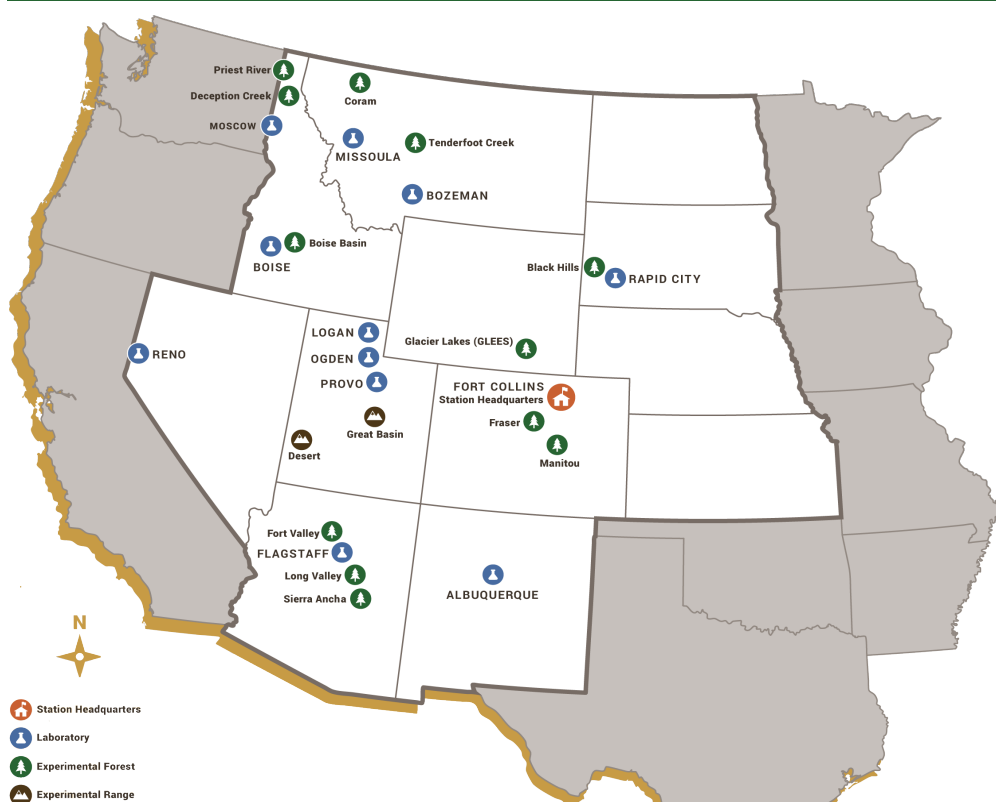 Priest River
Deception Creek
Coram
MOSCOW
MISSOULA
Tenderfoot Creek
BOZEMAN
Boise Basin
BOISE
Black Hills
RAPID CITY
LOGAN
Glacier Lakes (GLEES)
RENO
OGDEN
PROVO
FORT COLLINS
Station Headquarters
Fraser
Great Basin
Desert
Manitou
Fort Valley
FLAGSTAFF
Long Valley
Sierra Ancha
ALBUQUERQUE
N
Station Headquarters
Laboratory
Experimental Forest
Experimental Range